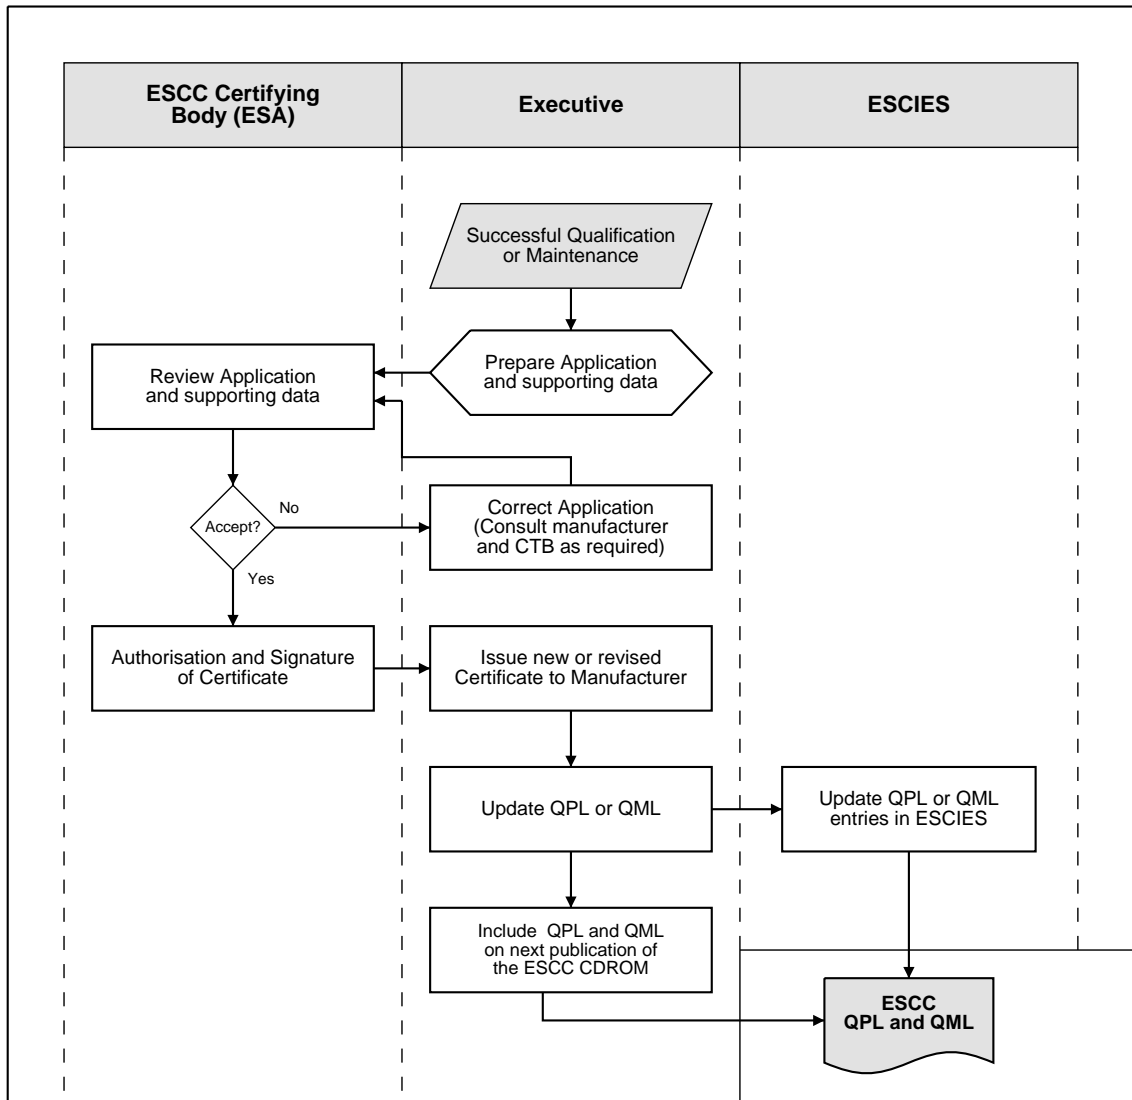 ESCC Certifying
Body (ESA)
Executive
ESCIES
Successful Qualification
or Maintenance
Prepare Application
and supporting data
Review Application
and supporting data
Accept?
No
Correct Application
(Consult manufacturer
and CTB as required)
Yes
Authorisation and Signature
of Certificate
Issue new or revised
Certificate to Manufacturer
Update QPL or QML
Update QPL or QML
entries in ESCIES
Include QPL and QML
on next publication of
the ESCC CDROM
ESCC
QPL and QML